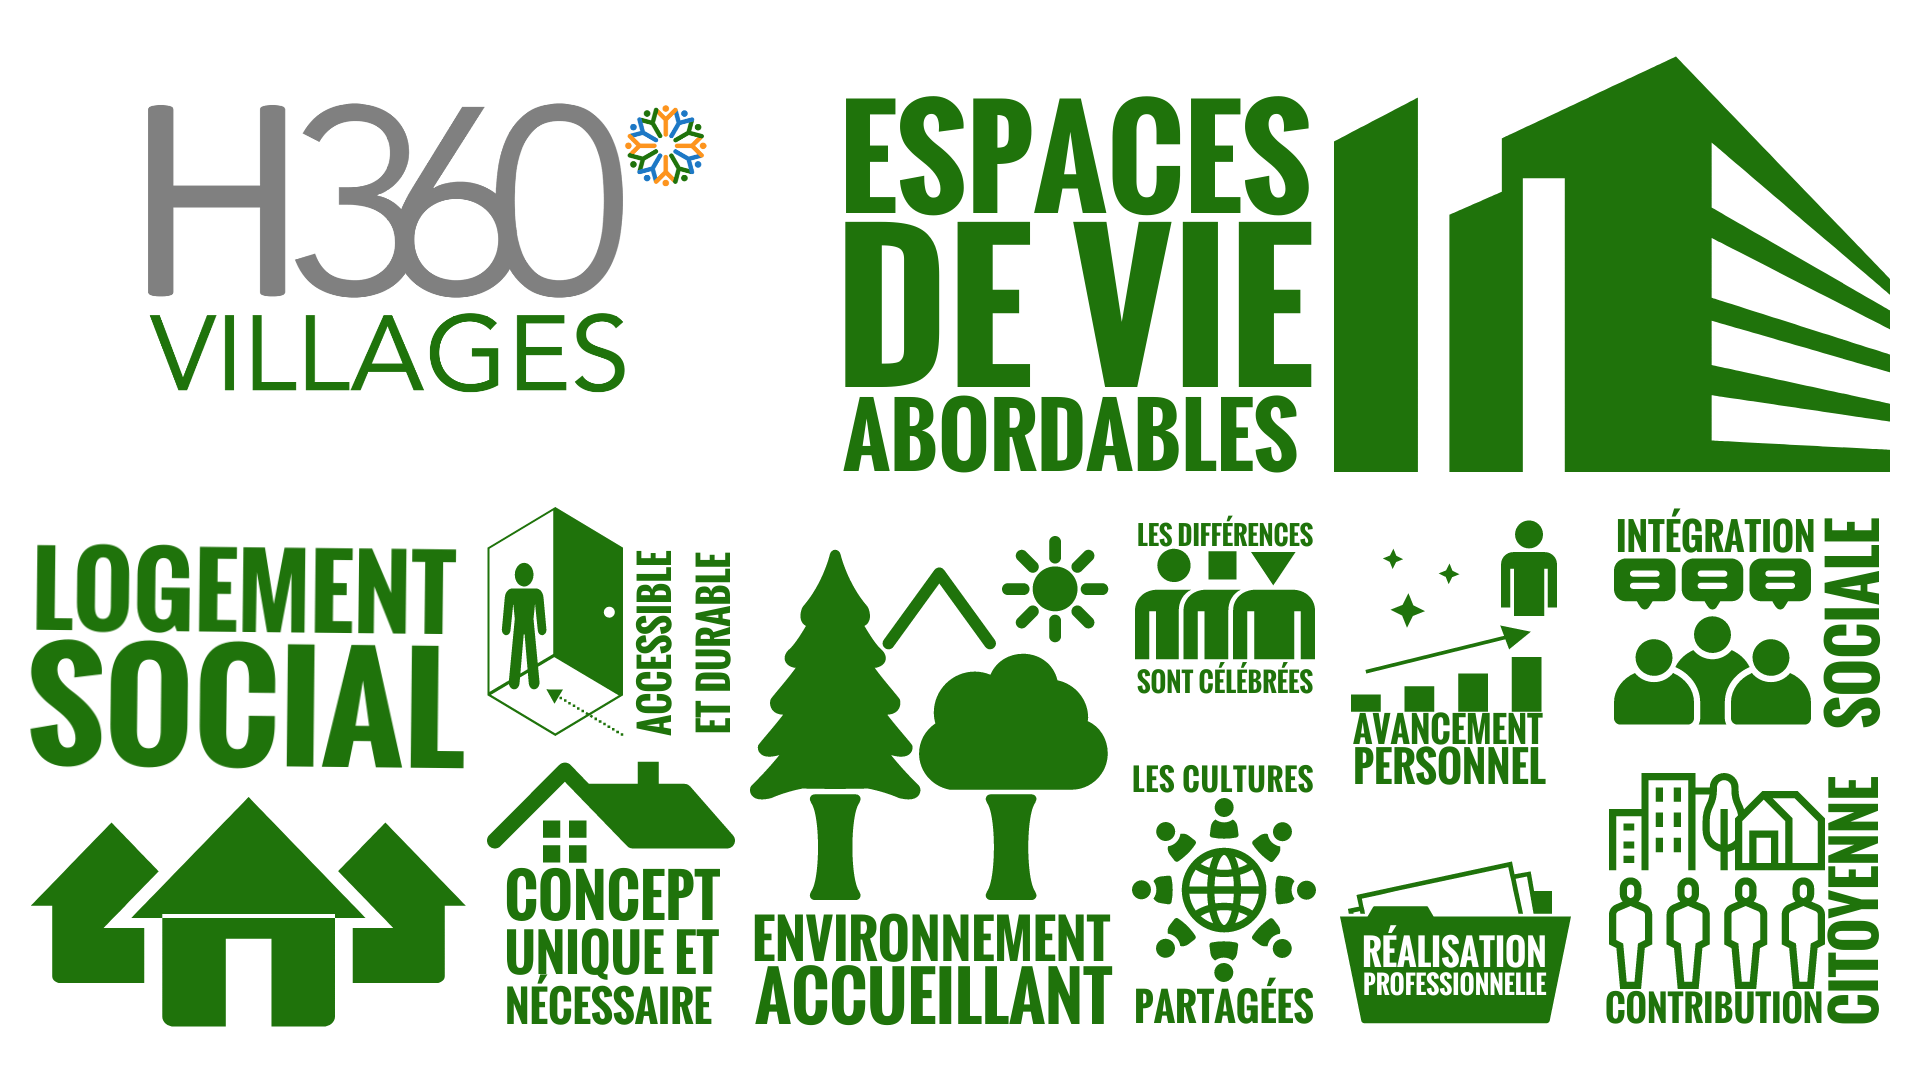 H360
VILLAGES
ESPACES
DE VIE
ABORDABLES
LOGEMENT
SOCIAL
ACCESSIBLE
ET DURABLE
CONCEPT
UNIQUE ET
NÉCESSAIRE
ENVIRONNEMENT
ACCUEILLANT
LES DIFFÉRENCES
SONT CÉLÉBRÉES
LES CULTURES
PARTAGÉES
AVANCEMENT
PERSONNEL
RÉALISATION
PROFESSIONNELLE
INTÉGRATION
SOCIALE
CONTRIBUTION
CITOYENNE